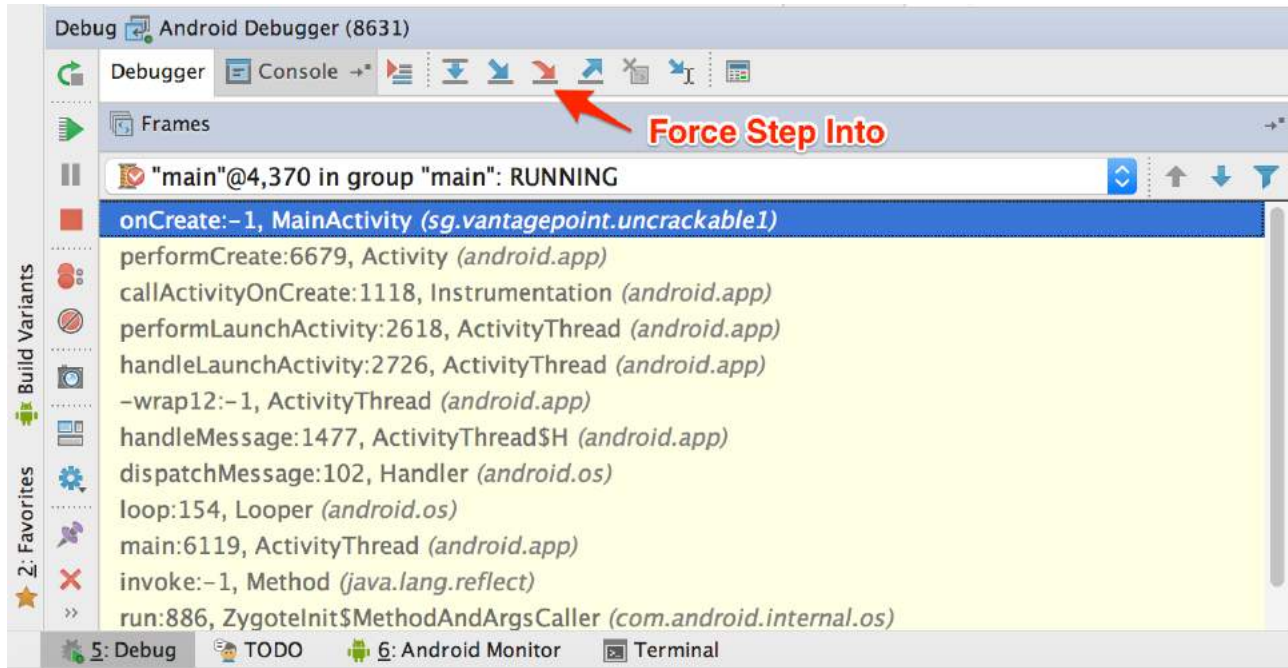 Debug Android Debugger (8631)
Debugger Console
Frames
Force Step Into
"main"@4,370 in group "main": RUNNING
onCreate:-1, MainActivity (sg.vantagepoint.uncrackable1)
performCreate:6679, Activity (android.app)
callActivityOnCreate:1118, Instrumentation (android.app)
performLaunchActivity:2618, ActivityThread (android.app)
handleLaunchActivity:2726, ActivityThread (android.app)
-wrap12:-1, ActivityThread (android.app)
handleMessage:1477, ActivityThread$H (android.app)
dispatchMessage:102, Handler (android.os)
loop:154, Looper (android.os)
main:6119, ActivityThread (android.app)
invoke:-1, Method (java.lang.reflect)
run:886, ZygoteInit$MethodAndArgsCaller (com.android.internal.os)
Build Variants
2: Favorites
5: Debug TODO 6: Android Monitor Terminal